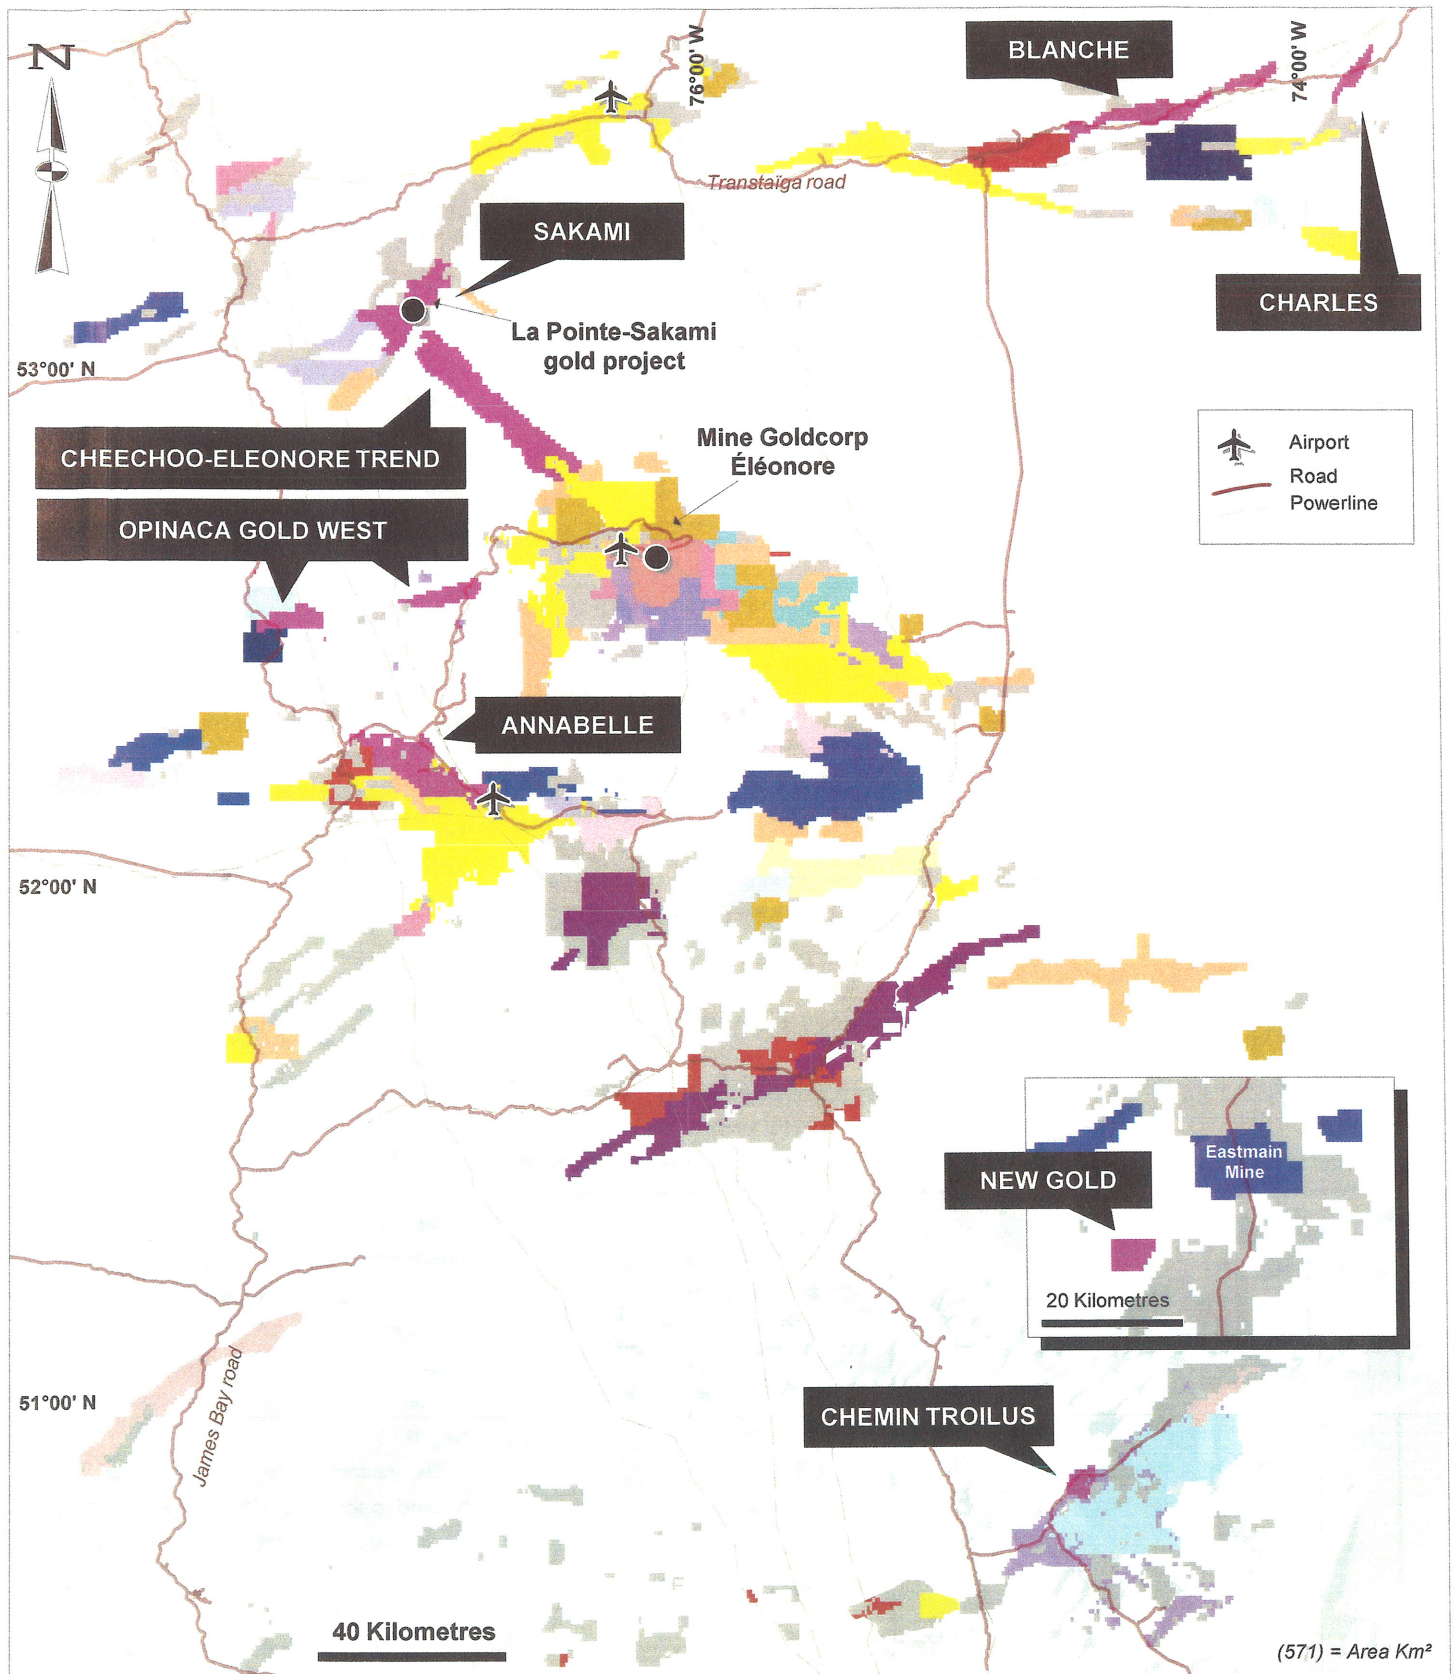 N
76°00' W
74°00' W
BLANCHE
Transtaïga road
SAKAMI
CHARLES
La Pointe-Sakami
gold project
53°00' N
CHEECHOO-ELEONORE TREND
Mine Goldcorp
Éléonore
Airport
Road
Powerline
OPINACA GOLD WEST
ANNABELLE
52°00' N
Eastmain
Mine
NEW GOLD
20 Kilometres
James Bay road
51°00' N
CHEMIN TROILUS
40 Kilometres
(571) = Area Km²